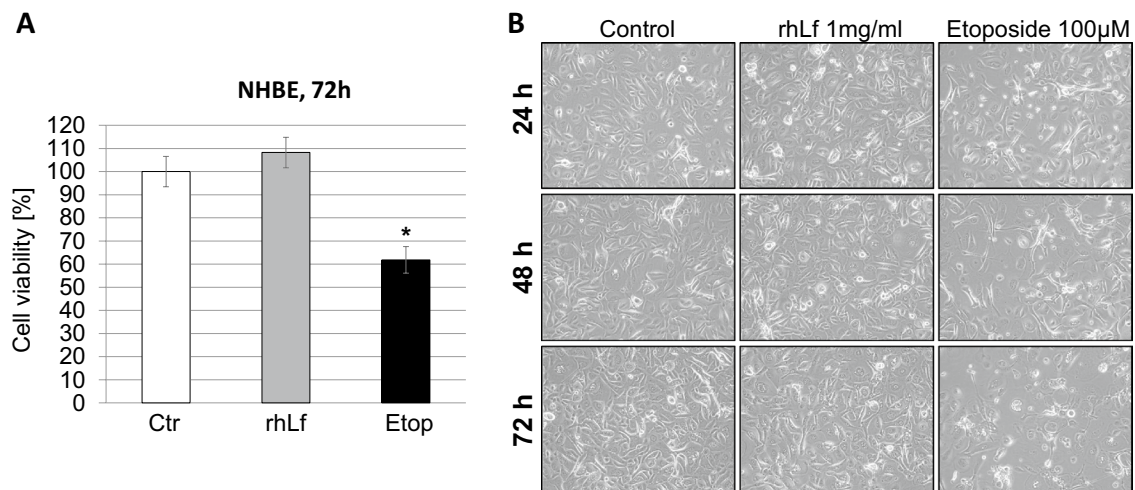 A
NHBE, 72h
Cell viability [%]
120
110
100
90
80
70
60
50
40
30
20
10
0
*
Ctr rhLf Etop
B
Control rhLf 1mg/ml Etoposide 100µM
24 h
48 h
72 h